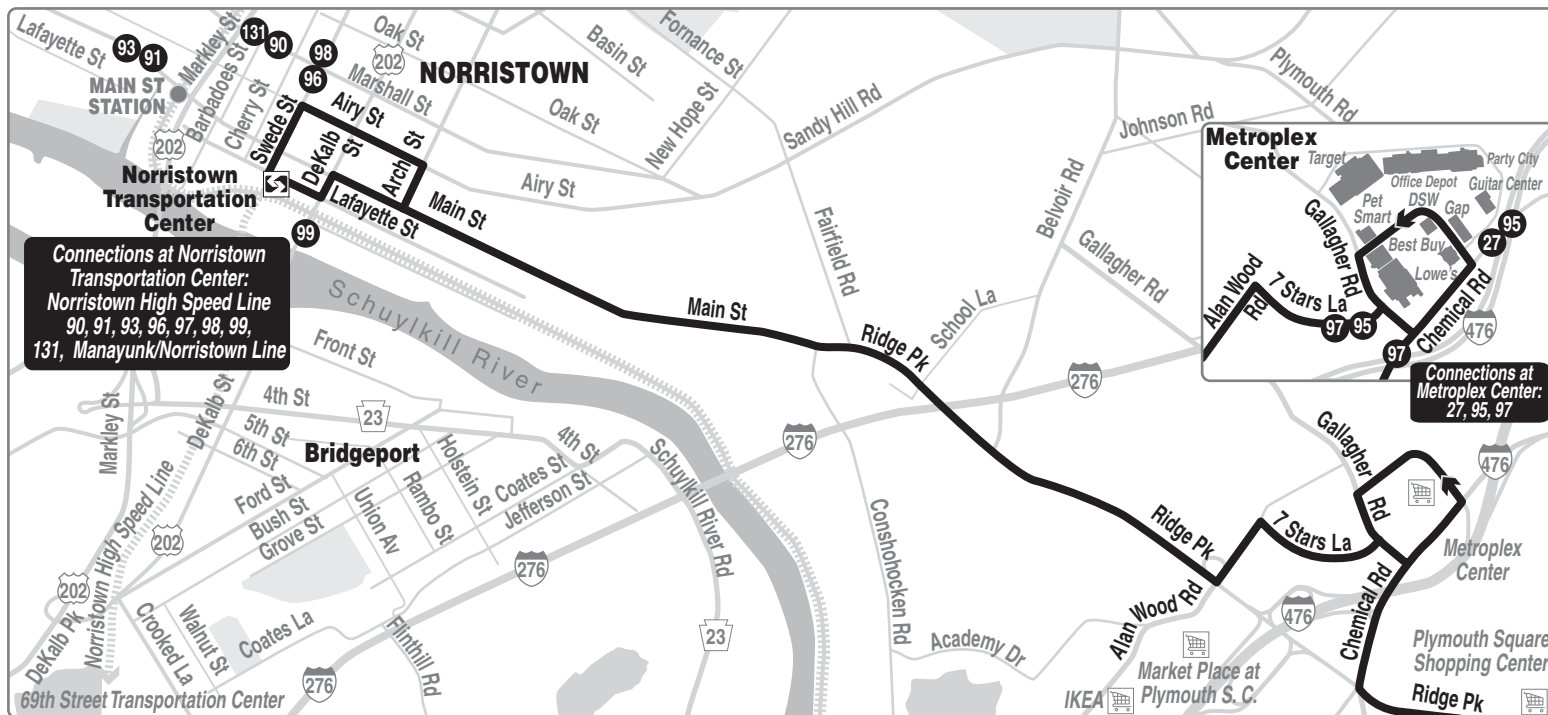 Lafayette St
93
91
Markley St
131
90
98
96
Oak St
202
Basin St
Fornance St
NORRISTOWN
MAIN ST
STATION
Barbadoes St
Cherry St
Marshall St
Oak St
New Hope St
Sandy Hill Rd
Plymouth Rd
Johnson Rd
202
Swede St
Airy St
DeKalb
St
Arch St
Airy St
Norristown
Transportation
Center
Lafayette St
Main St
99
Connections at Norristown
Transportation Center:
Norristown High Speed Line
90, 91, 93, 96, 97, 98, 99,
131, Manayunk/Norristown Line
Schuylkill River
Main St
Ridge Pk
Fairfield Rd
School La
Belvoir Rd
Gallagher Rd
276
Metroplex
Center
Target
Party City
Office Depot
Guitar Center
Pet
Smart
DSW
Gap
95
27
Best Buy
Lowe's
Gallagher Rd
Alan Wood
Rd
7 Stars La
97
95
Chemical Rd
476
97
Connections at
Metroplex Center:
27, 95, 97
Front St
4th St
23
Markley St
DeKalb St
5th St
6th St
Bridgeport
Holstein St
4th St
Schuylkill River Rd
276
Ford St
Bush St
Grove St
Union Av
Rambo St
Coates St
Jefferson St
Norristown High Speed Line
202
276
202
DeKalb Pk
Crooked La
Walnut St
Coates La
Flinthill Rd
23
276
69th Street Transportation Center
Conshohocken Rd
Ridge Pk
7 Stars La
Gallagher
Rd
476
Metroplex
Center
Alan Wood Rd
Academy Dr
476
Chemical Rd
Market Place at
Plymouth S. C.
IKEA
Plymouth Square
Shopping Center
Ridge Pk